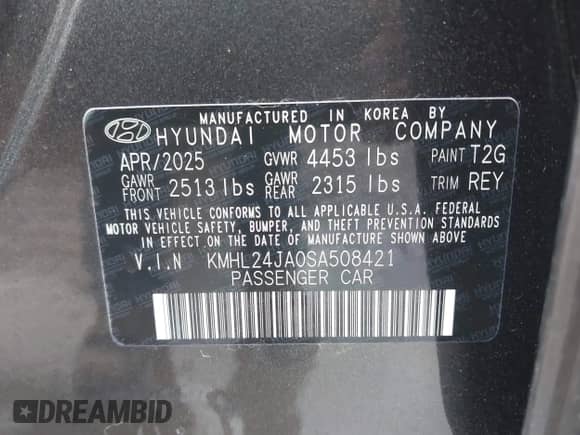 MANUFACTURED IN KOREA BY
HYUNDAI MOTOR COMPANY
APR/2025 GVWR 4453 lbs PAINT T2G
GAWR FRONT 2513 lbs GAWR REAR 2315 lbs TRIM REY
THIS VEHICLE CONFORMS TO ALL APPLICABLE U.S.A. FEDERAL
MOTOR VEHICLE SAFETY, BUMPER, AND THEFT PREVENTION STANDARDS
IN EFFECT ON THE DATE OF MANUFACTURE SHOWN ABOVE.
V.I.N KMHL24JA0SA508421
PASSENGER CAR
DREAMBID